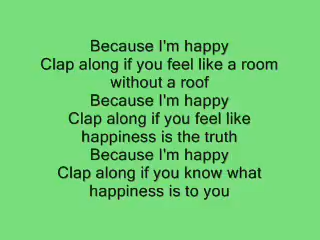 Because I'm happy
Clap along if you feel like a room
without a roof
Because I'm happy
Clap along if you feel like
happiness is the truth
Because I'm happy
Clap along if you know what
happiness is to you